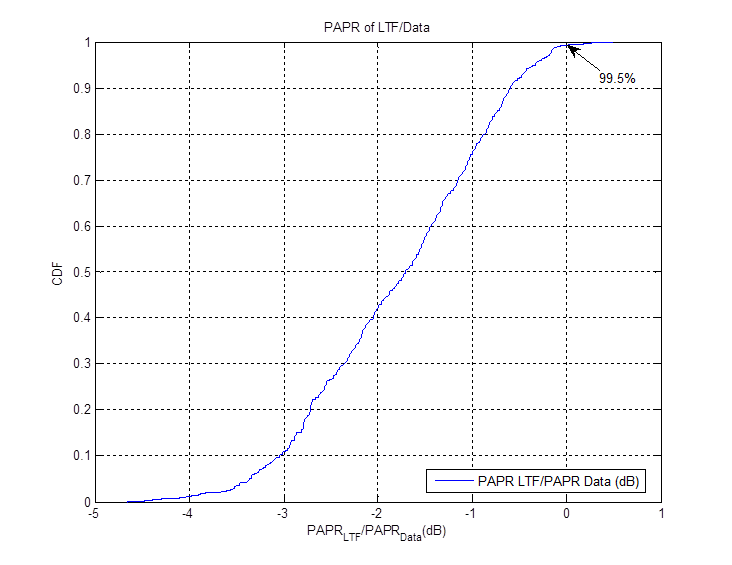 PAPR of LTF/Data
1
0.9
0.8
0.7
0.6
0.5
0.4
0.3
0.2
0.1
0
CDF
99.5%
PAPR LTF/PAPR Data (dB)
-5 -4 -3 -2 -1 0 1
PAPR_LTF/PAPR_Data(dB)